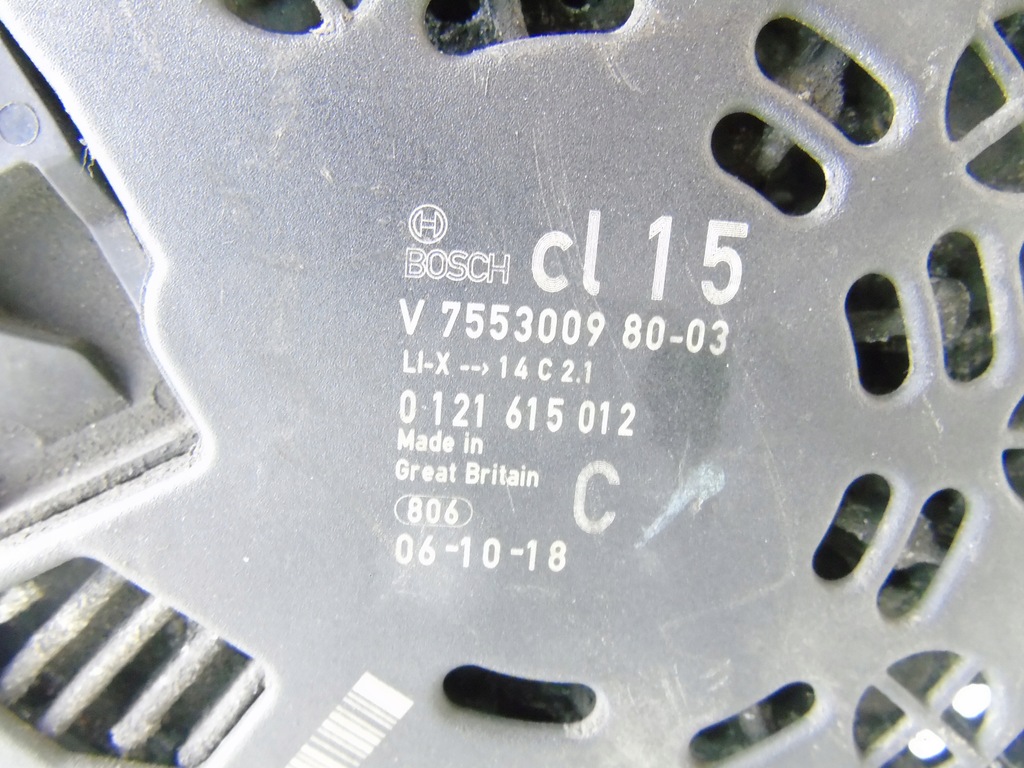 BOSCH cl 15
V 7553009 80-03
LI-X --> 14 C 2.1
0 121 615 012
Made in
Great Britain C
806
06-10-18